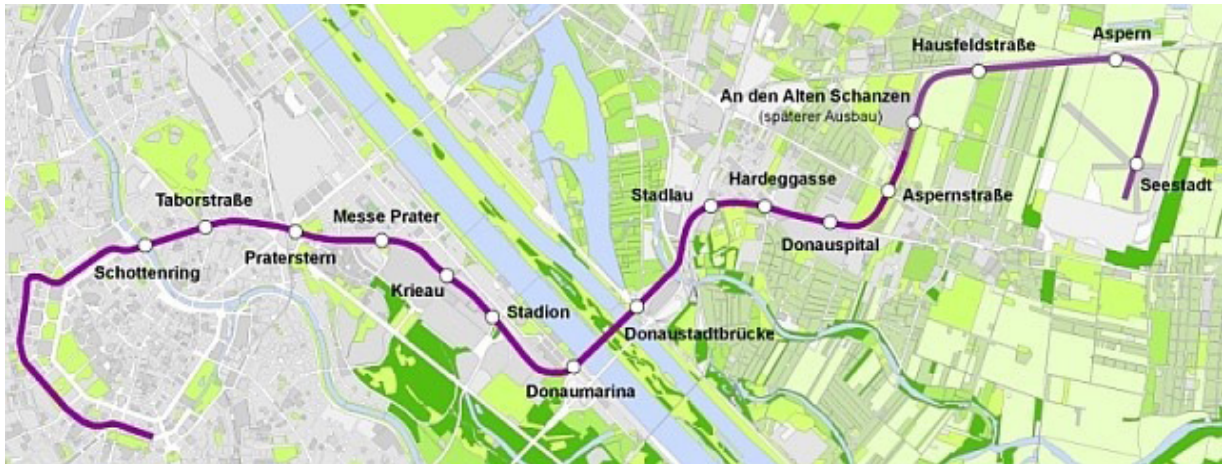 Schottenring
Taborstraße
Praterstern
Messe Prater
Krieau
Stadion
Donaumarina
Donaustadtbrücke
Stadlau
Hardeggasse
Donauspital
Aspernstraße
An den Alten Schanzen
(späterer Ausbau)
Hausfeldstraße
Aspern
Seestadt